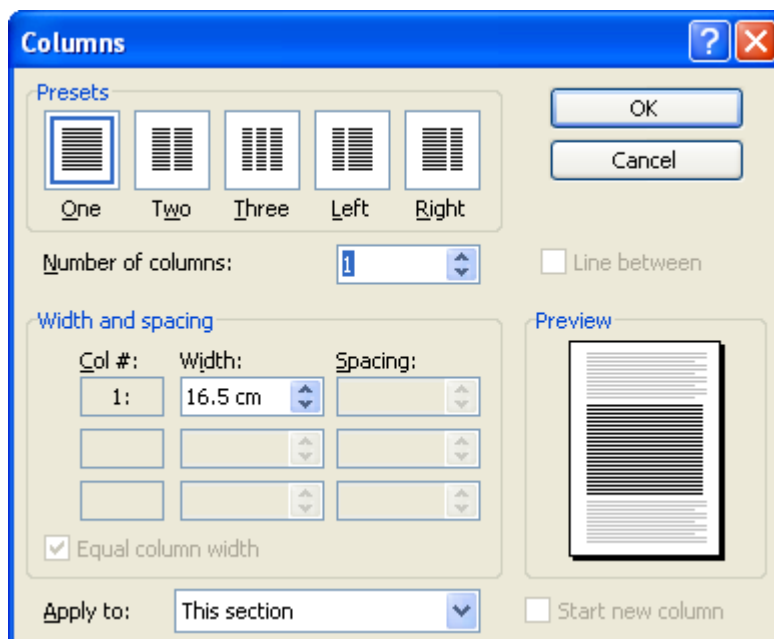 Columns
Presets
OK
Cancel
One Two Three Left Right
Number of columns: 1 Line between
Width and spacing Preview
Col #: Width: Spacing:
1: 16.5 cm
Equal column width
Apply to: This section Start new column